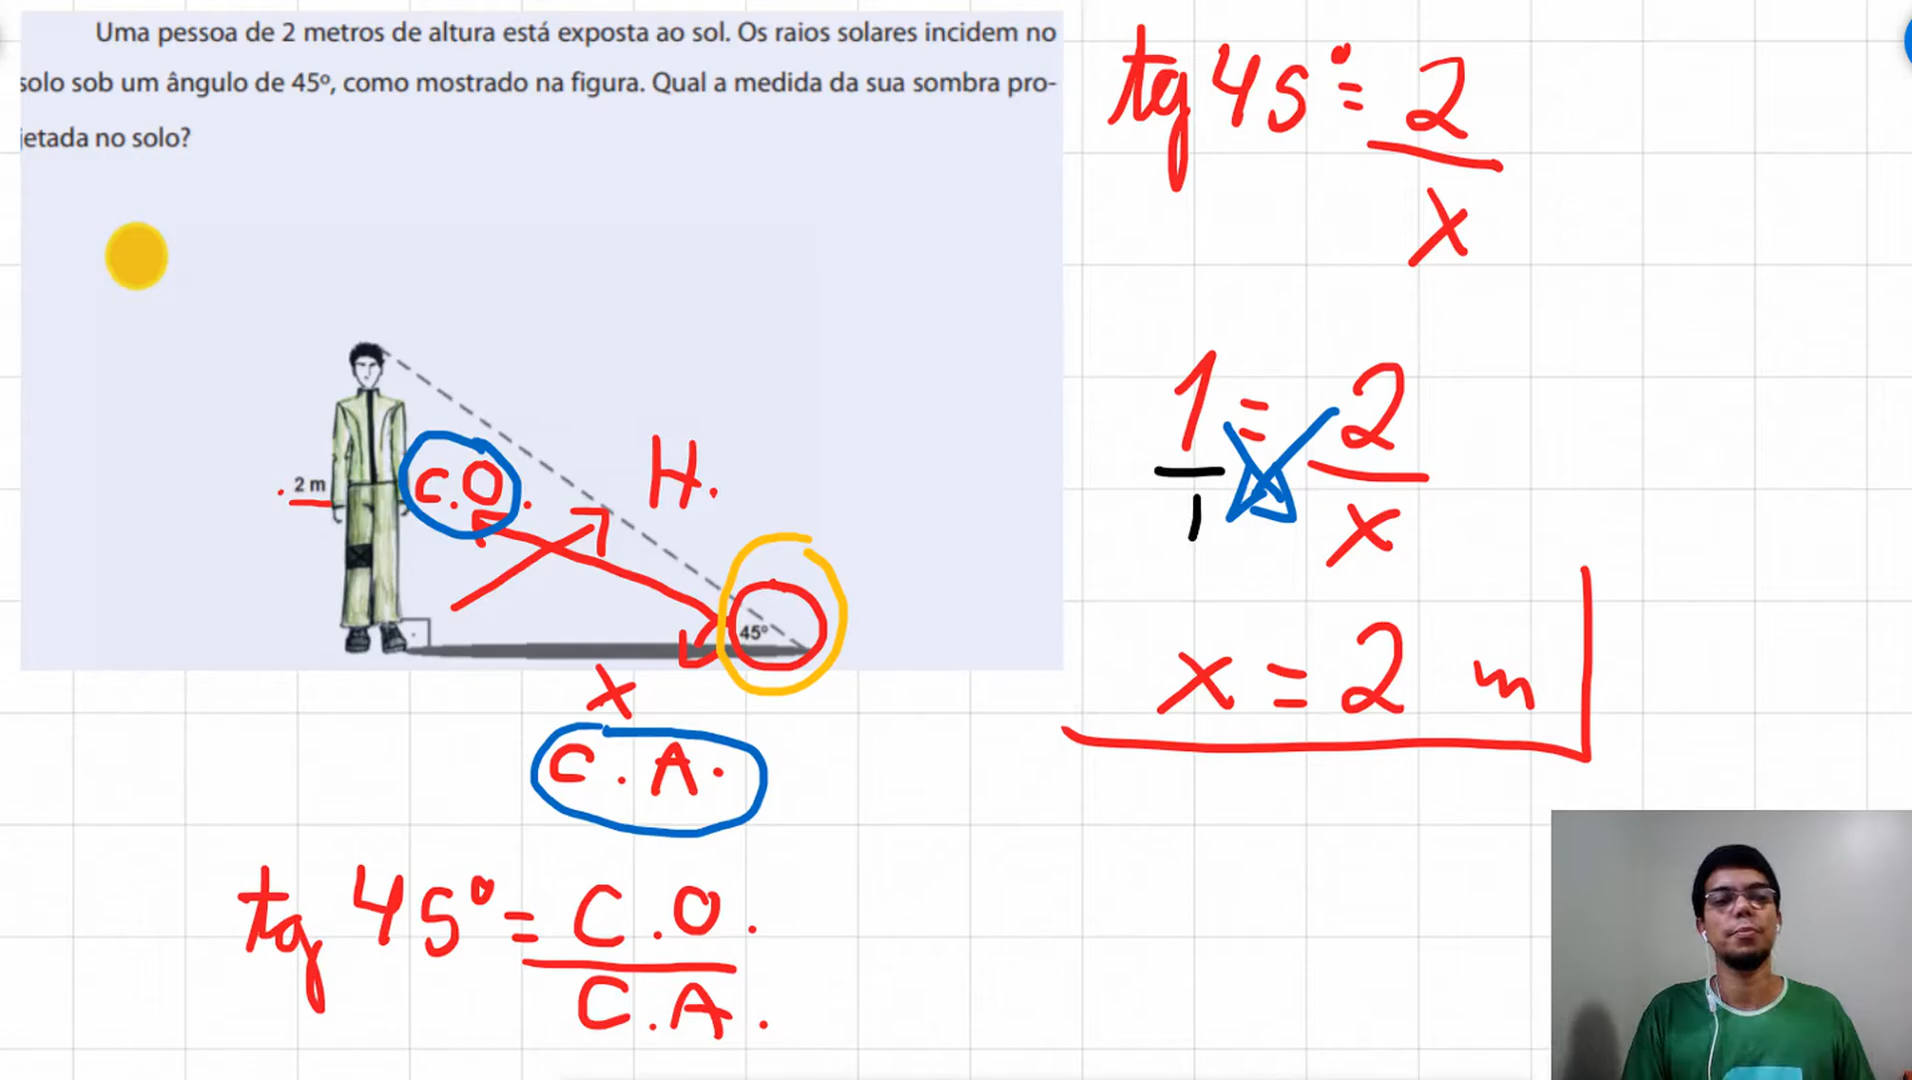 Uma pessoa de 2 metros de altura está exposta ao sol. Os raios solares incidem no
solo sob um ângulo de 45º, como mostrado na figura. Qual a medida da sua sombra pro-
jetada no solo?
2 m
C.O.
H.
45º
x
C.A.
tg 45° = C.O.
C.A.
tg 45° = 2
x
1 = 2
1 x
x = 2 m